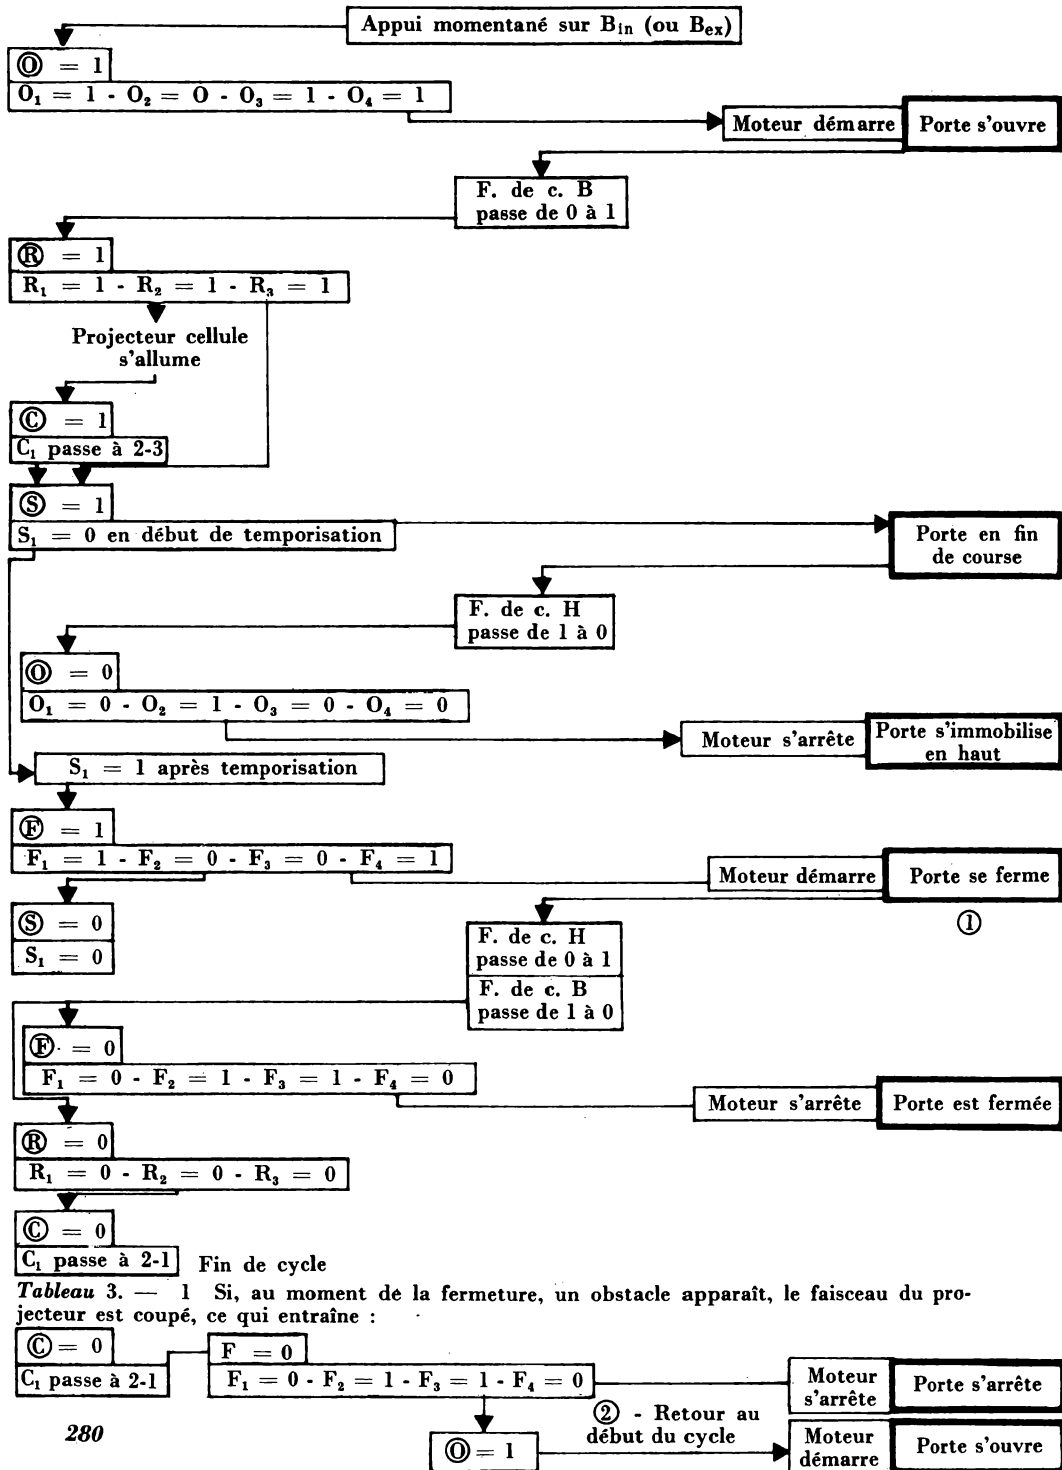 Appui momentané sur Bin (ou Bex)
Ⓞ = 1
O₁ = 1 - O₂ = O - O₃ = 1 - O₄ = 1
Moteur démarre
Porte s'ouvre
F. de c. B
passe de 0 à 1
Ⓡ = 1
R₁ = 1 - R₂ = 1 - R₃ = 1
Projecteur cellule
s'allume
Ⓒ = 1
C₁ passe à 2-3
Ⓢ = 1
S₁ = 0 en début de temporisation
Porte en fin
de course
F. de c. H
passe de 1 à 0
Ⓞ = 0
O₁ = 0 - O₂ = 1 - O₃ = 0 - O₄ = 0
Moteur s'arrête
Porte s'immobilise
en haut
S₁ = 1 après temporisation
Ⓕ = 1
F₁ = 1 - F₂ = 0 - F₃ = 0 - F₄ = 1
Moteur démarre
Porte se ferme
①
Ⓢ = 0
S₁ = 0
F. de c. H
passe de 0 à 1
F. de c. B
passe de 1 à 0
Ⓕ = 0
F₁ = 0 - F₂ = 1 - F₃ = 1 - F₄ = 0
Moteur s'arrête
Porte est fermée
Ⓡ = 0
R₁ = 0 - R₂ = 0 - R₃ = 0
Ⓒ = 0
C₁ passe à 2-1
Fin de cycle
Tableau 3. — 1 Si, au moment de la fermeture, un obstacle apparaît, le faisceau du pro-
jecteur est coupé, ce qui entraîne :
Ⓒ = 0
C₁ passe à 2-1
F = 0
F₁ = 0 - F₂ = 1 - F₃ = 1 - F₄ = 0
Moteur
s'arrête
Porte s'arrête
② - Retour au
début du cycle
Ⓞ = 1
Moteur
démarre
Porte s'ouvre
280